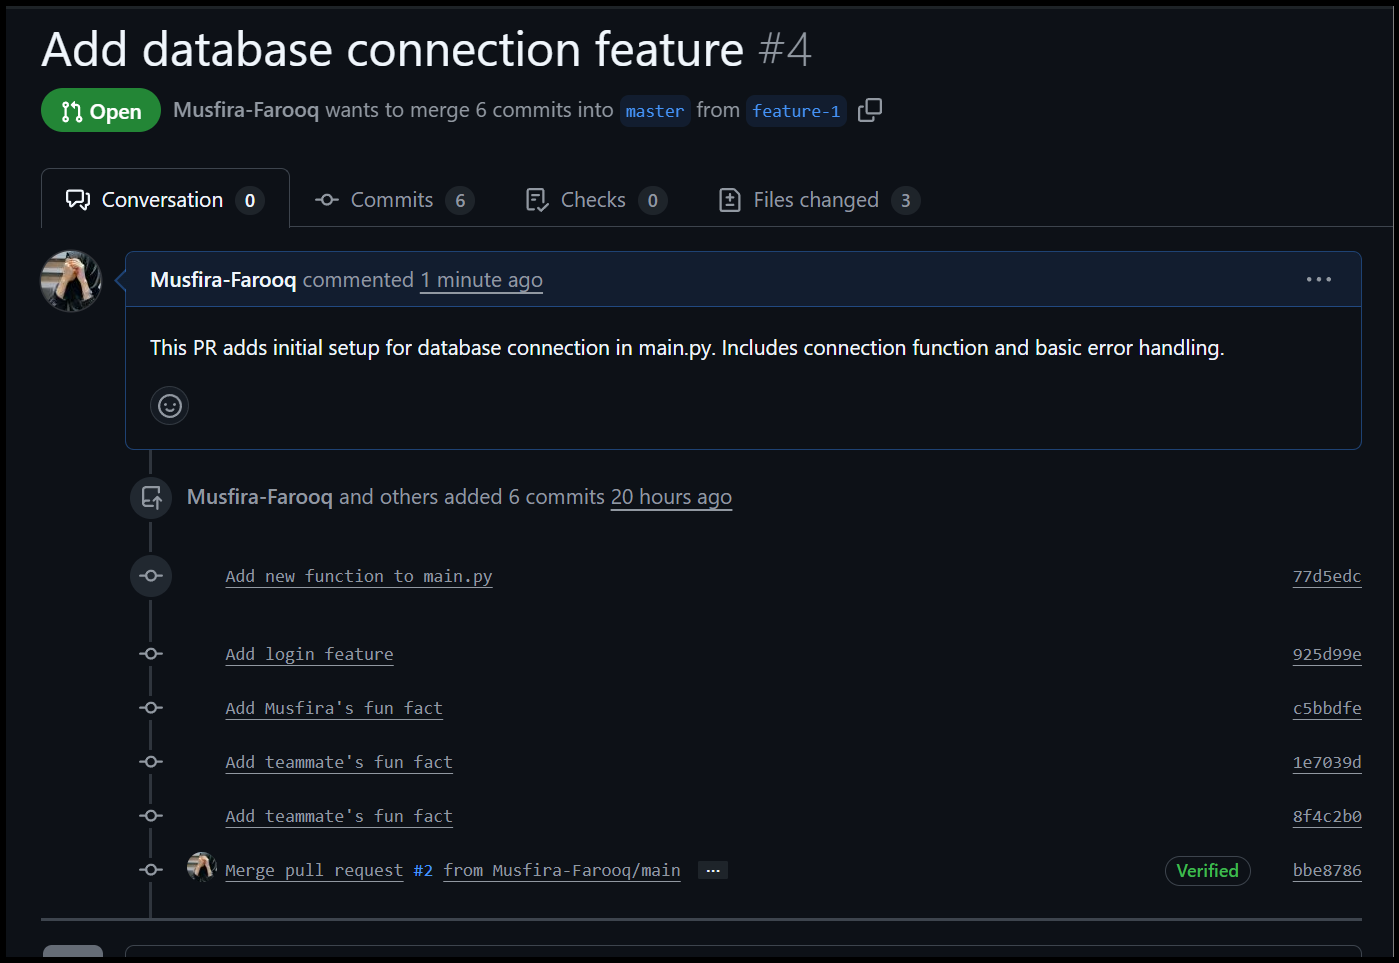 Add database connection feature #4
Open Musfira-Farooq wants to merge 6 commits into master from feature-1
Conversation 0 Commits 6 Checks 0 Files changed 3
Musfira-Farooq commented 1 minute ago
This PR adds initial setup for database connection in main.py. Includes connection function and basic error handling.
Musfira-Farooq and others added 6 commits 20 hours ago
Add new function to main.py 77d5edc
Add login feature 925d99e
Add Musfira's fun fact c5bbdfe
Add teammate's fun fact 1e7039d
Add teammate's fun fact 8f4c2b0
Merge pull request #2 from Musfira-Farooq/main ... Verified bbe8786